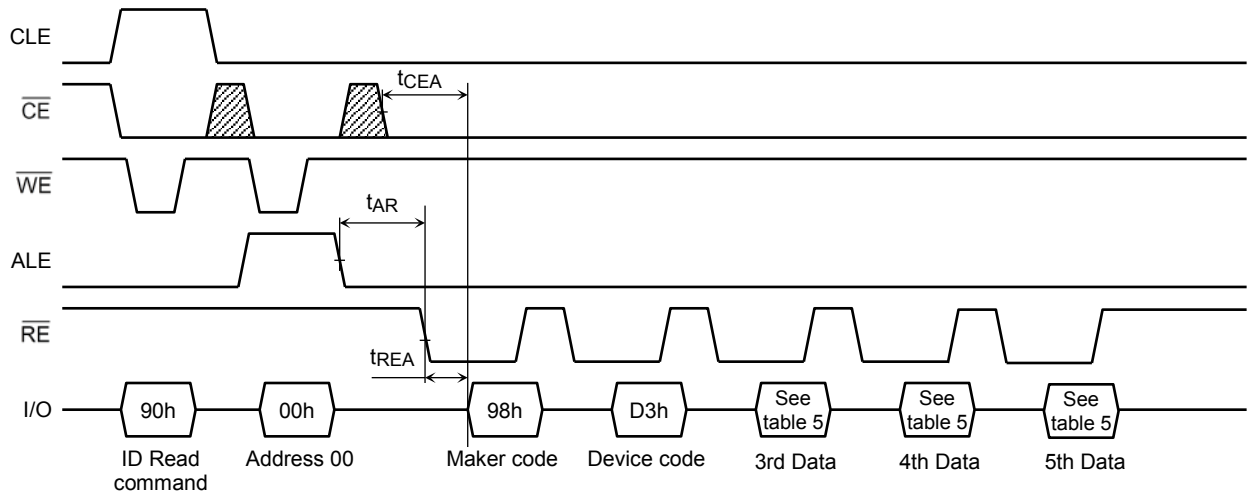 CLE
tCEA
CE
WE
tAR
ALE
RE
tREA
I/O
90h
00h
98h
D3h
See
table 5
See
table 5
See
table 5
ID Read
command
Address 00
Maker code
Device code
3rd Data
4th Data
5th Data